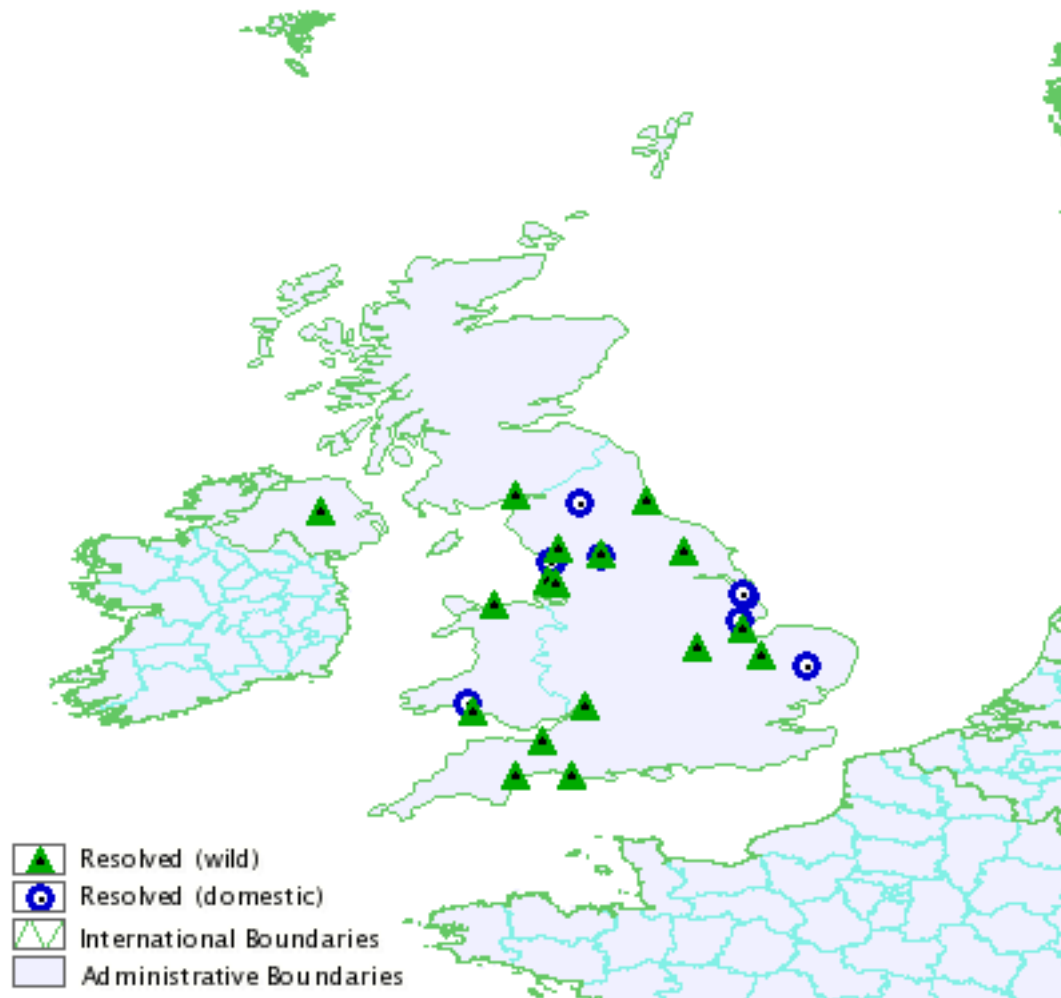 Resolved (wild)
Resolved (domestic)
International Boundaries
Administrative Boundaries